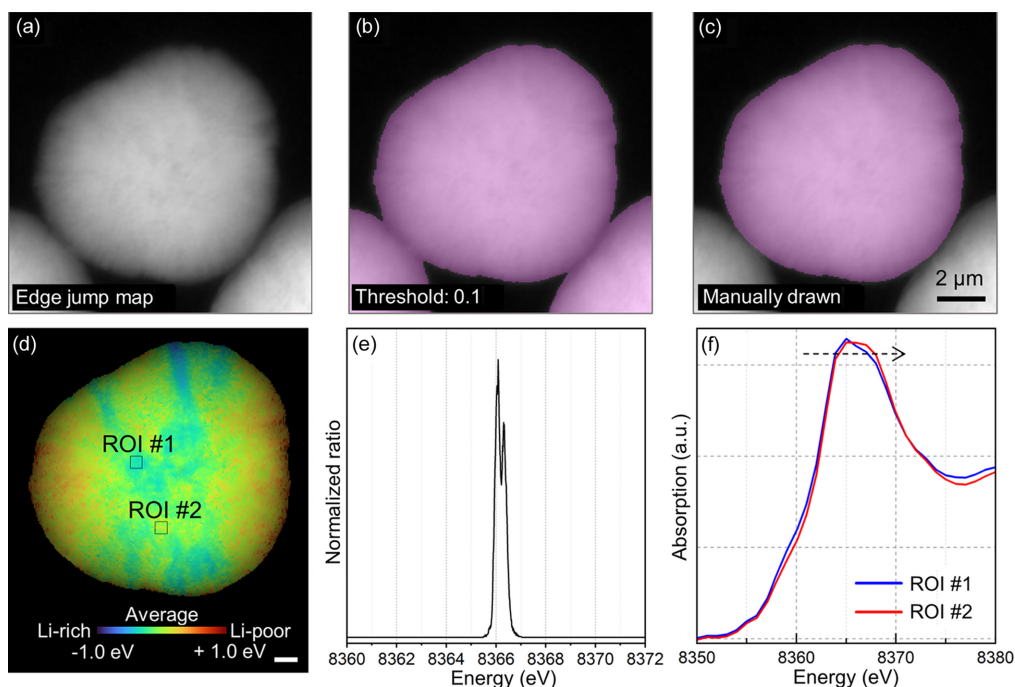 (a)
Edge jump map
(b)
Threshold: 0.1
(c)
Manually drawn
2 μm
(d)
ROI #1
ROI #2
Average
Li-rich Li-poor
-1.0 eV + 1.0 eV
(e)
Normalized ratio
8360 8362 8364 8366 8368 8370 8372
Energy (eV)
(f)
Absorption (a.u.)
ROI #1
ROI #2
8350 8360 8370 8380
Energy (eV)